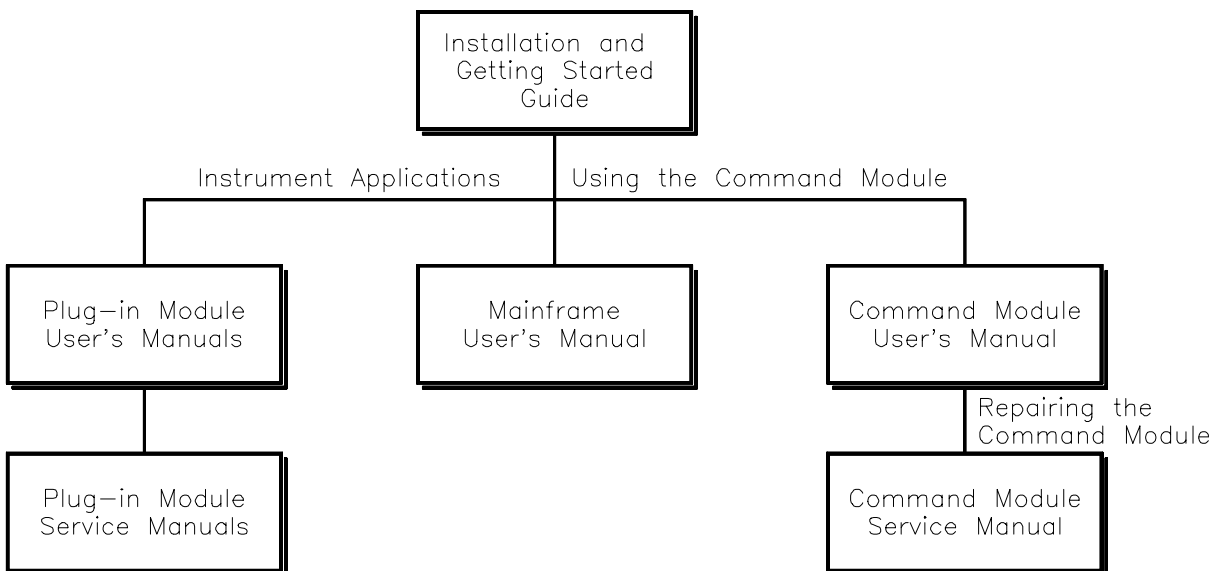 Installation and
Getting Started
Guide
Instrument Applications
Using the Command Module
Plug-in Module
User's Manuals
Mainframe
User's Manual
Command Module
User's Manual
Repairing the
Command Module
Plug-in Module
Service Manuals
Command Module
Service Manual